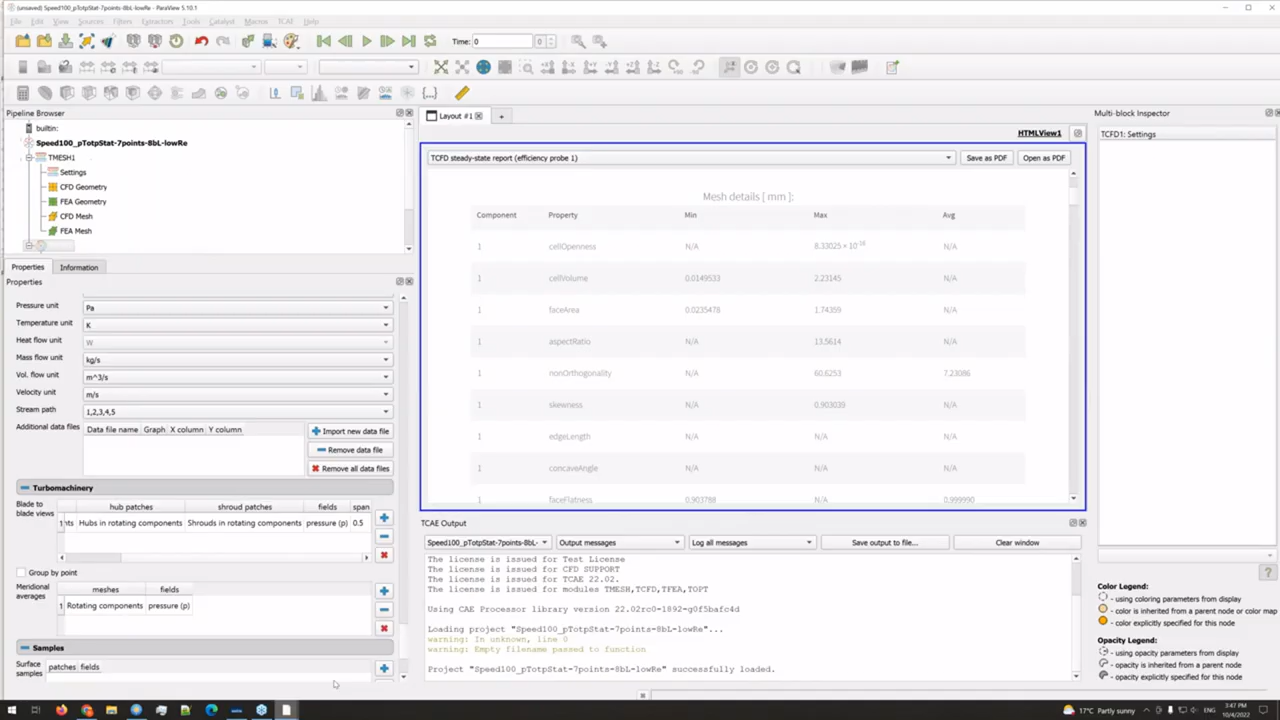 (unsaved) Speed100_pTotpStat-7points-8bL-lowRe - ParaView 5.10.1
File Edit View Sources Filters Extractors Tools Catalyst Macros TCAE Help
Time: 0 0
Pipeline Browser
builtin:
Speed100_pTotpStat-7points-8bL-lowRe
TMESH1
Settings
CFD Geometry
FEA Geometry
CFD Mesh
FEA Mesh
Properties Information
Properties
Pressure unit Pa
Temperature unit K
Heat flow unit W
Mass flow unit kg/s
Vol. flow unit m^3/s
Velocity unit m/s
Stream path 1,2,3,4,5
Additional data files Data file name Graph X column Y column
Import new data file
Remove data file
Remove all data files
Turbomachinery
Blade to blade views
hub patches shroud patches fields span
1 nts Hubs in rotating components Shrouds in rotating components pressure (p) 0.5
Group by point
Meridional averages
meshes fields
1 Rotating components pressure (p)
Samples
Surface samples
patches fields
Layout #1
HTMLView1
TCFD steady-state report (efficiency probe 1)
Save as PDF Open as PDF
Mesh details [ mm ]:
Component Property Min Max Avg
1 cellOpenness N/A 8.33025 × 10⁻¹⁶ N/A
1 cellVolume 0.0149533 2.23145 N/A
1 faceArea 0.0235478 1.74359 N/A
1 aspectRatio N/A 13.5614 N/A
1 nonOrthogonality N/A 60.6253 7.23086
1 skewness N/A 0.903039 N/A
1 edgeLength N/A N/A N/A
1 concaveAngle N/A N/A N/A
1 faceFlatness 0.903788 N/A 0.999990
TCAE Output
Speed100_pTotpStat-7points-8bL- Output messages Log all messages Save output to file... Clear window
The license is issued for Test License
The license is issued for CFD SUPPORT
The license is issued for TCAE 22.02.
The license is issued for modules TMESH,TCFD,TFEA,TOPT
Using CAE Processor library version 22.02rc0-1892-g0f5bafc4d
Loading project "Speed100_pTotpStat-7points-8bL-lowRe"...
warning: In unknown, line 0
warning: Empty filename passed to function
Project "Speed100_pTotpStat-7points-8bL-lowRe" successfully loaded.
Multi-block Inspector
TCFD1: Settings
Color Legend:
- using coloring parameters from display
- color is inherited from a parent node or color map
- color explicitly specified for this node
Opacity Legend:
- using opacity parameters from display
- opacity is inherited from a parent node
- opacity explicitly specified for this node
17°C Partly sunny ENG 3:47 PM
10/4/2022